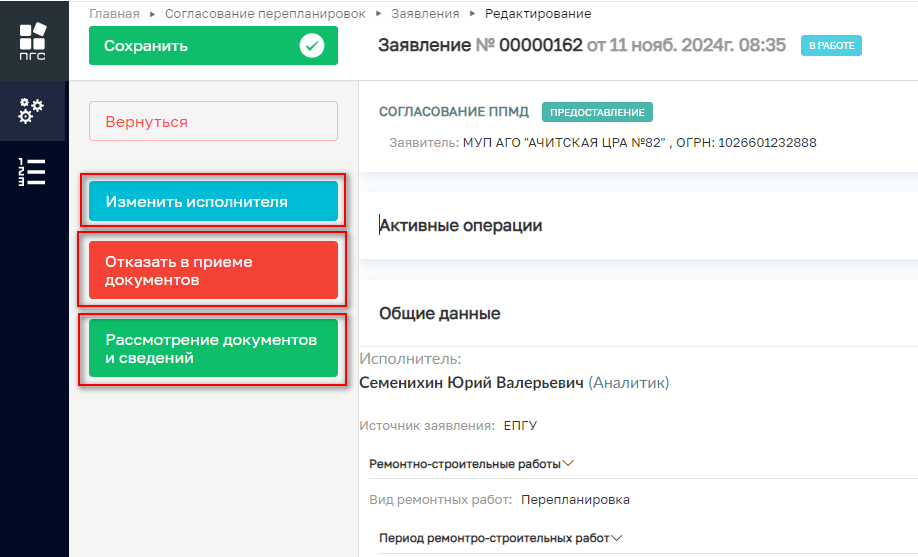 Главная ▸ Согласование перепланировок ▸ Заявления ▸ Редактирование
ПГС
Сохранить
Заявление № 00000162 от 11 нояб. 2024г. 08:35 В РАБОТЕ
Вернуться
Изменить исполнителя
Отказать в приеме
документов
Рассмотрение документов
и сведений
СОГЛАСОВАНИЕ ППМД ПРЕДОСТАВЛЕНИЕ
Заявитель: МУП АГО "АЧИТСКАЯ ЦРА №82" , ОГРН: 1026601232888
Активные операции
Общие данные
Исполнитель:
Семенихин Юрий Валерьевич (Аналитик)
Источник заявления: ЕПГУ
Ремонтно-строительные работы
Вид ремонтных работ: Перепланировка
Период ремонтро-строительных работ